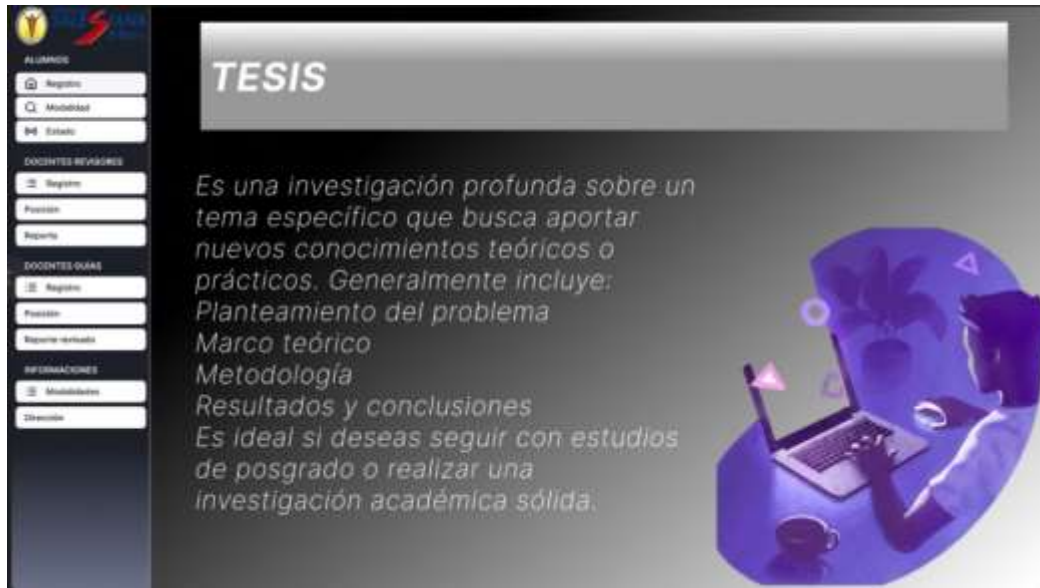 ALUMNOS
Registro
Modalidad
Estado
DOCENTES REVISORES
Registro
Posición
Reporte
DOCENTES GUIAS
Registro
Posición
Reporte revisado
INFORMACIONES
Modalidades
Dirección
TESIS
Es una investigación profunda sobre un
tema específico que busca aportar
nuevos conocimientos teóricos o
prácticos. Generalmente incluye:
Planteamiento del problema
Marco teórico
Metodología
Resultados y conclusiones
Es ideal si deseas seguir con estudios
de posgrado o realizar una
investigación académica sólida.